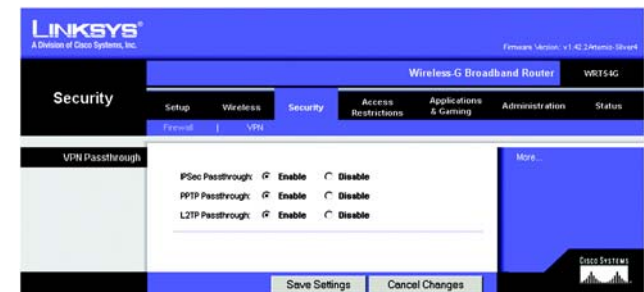 LINKSYS®
A Division of Cisco Systems, Inc.
Firmware Version: v1.42.2Artemis-Silver4
Wireless-G Broadband Router WRT54G
Security
Setup Wireless Security Access Restrictions Applications & Gaming Administration Status
Firewall | VPN
VPN Passthrough
More...
IPSec Passthrough: Enable Disable
PPTP Passthrough: Enable Disable
L2TP Passthrough: Enable Disable
CISCO SYSTEMS
Save Settings Cancel Changes